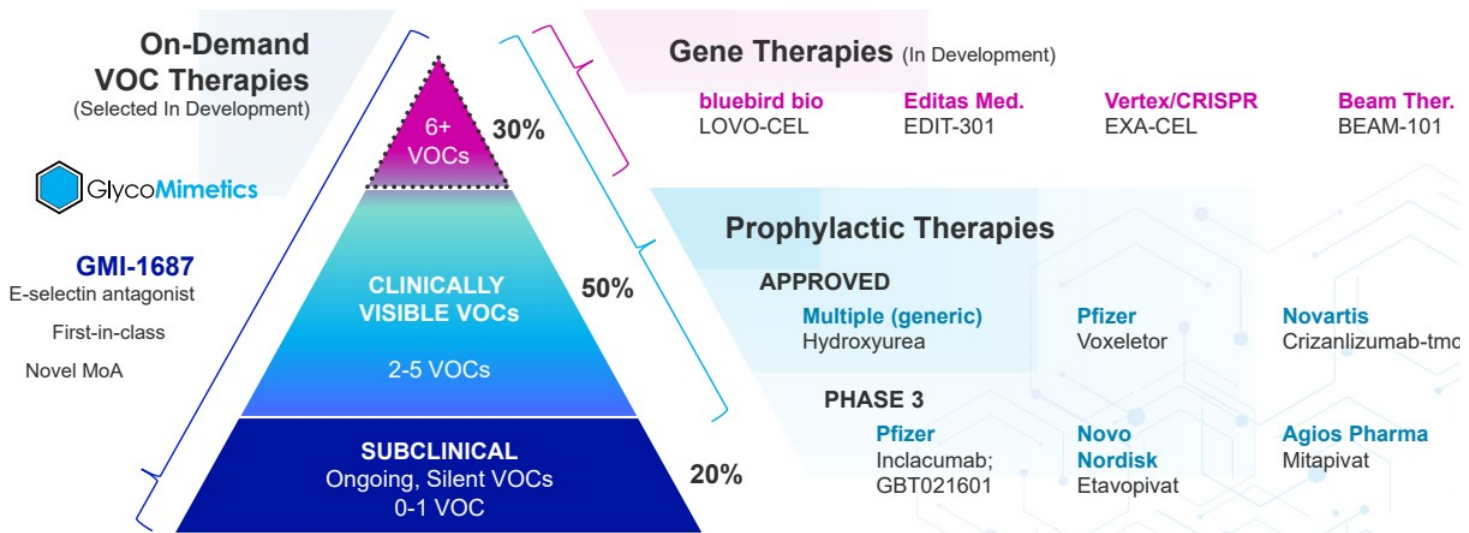 On-Demand
VOC Therapies
(Selected In Development)
GlycoMimetics
GMI-1687
E-selectin antagonist
First-in-class
Novel MoA
6+
VOCs
30%
CLINICALLY
VISIBLE VOCs
2-5 VOCs
50%
SUBCLINICAL
Ongoing, Silent VOCs
0-1 VOC
20%
Gene Therapies (In Development)
bluebird bio
LOVO-CEL
Editas Med.
EDIT-301
Vertex/CRISPR
EXA-CEL
Beam Ther.
BEAM-101
Prophylactic Therapies
APPROVED
Multiple (generic)
Hydroxyurea
Pfizer
Voxeletor
Novartis
Crizanlizumab-tmc
PHASE 3
Pfizer
Inclacumab;
GBT021601
Novo
Nordisk
Etavopivat
Agios Pharma
Mitapivat